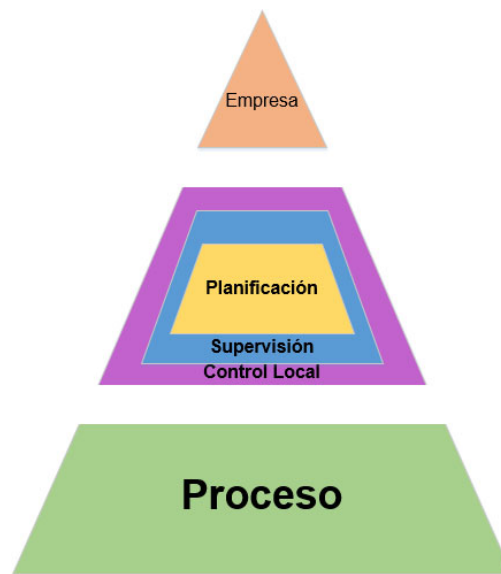 Empresa
Planificación
Supervisión
Control Local
Proceso